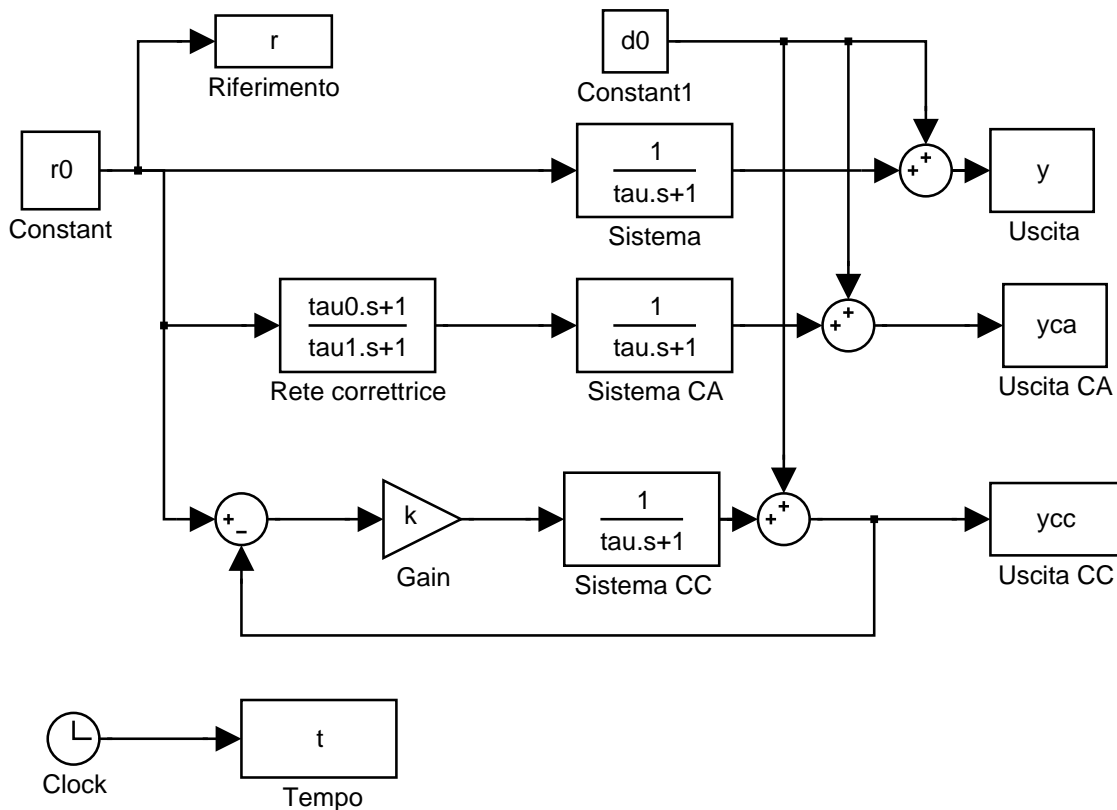 r
Riferimento
d0
Constant1
r0
Constant
1
tau.s+1
Sistema
y
Uscita
tau0.s+1
tau1.s+1
Rete correttrice
1
tau.s+1
Sistema CA
yca
Uscita CA
k
Gain
1
tau.s+1
Sistema CC
ycc
Uscita CC
Clock
t
Tempo